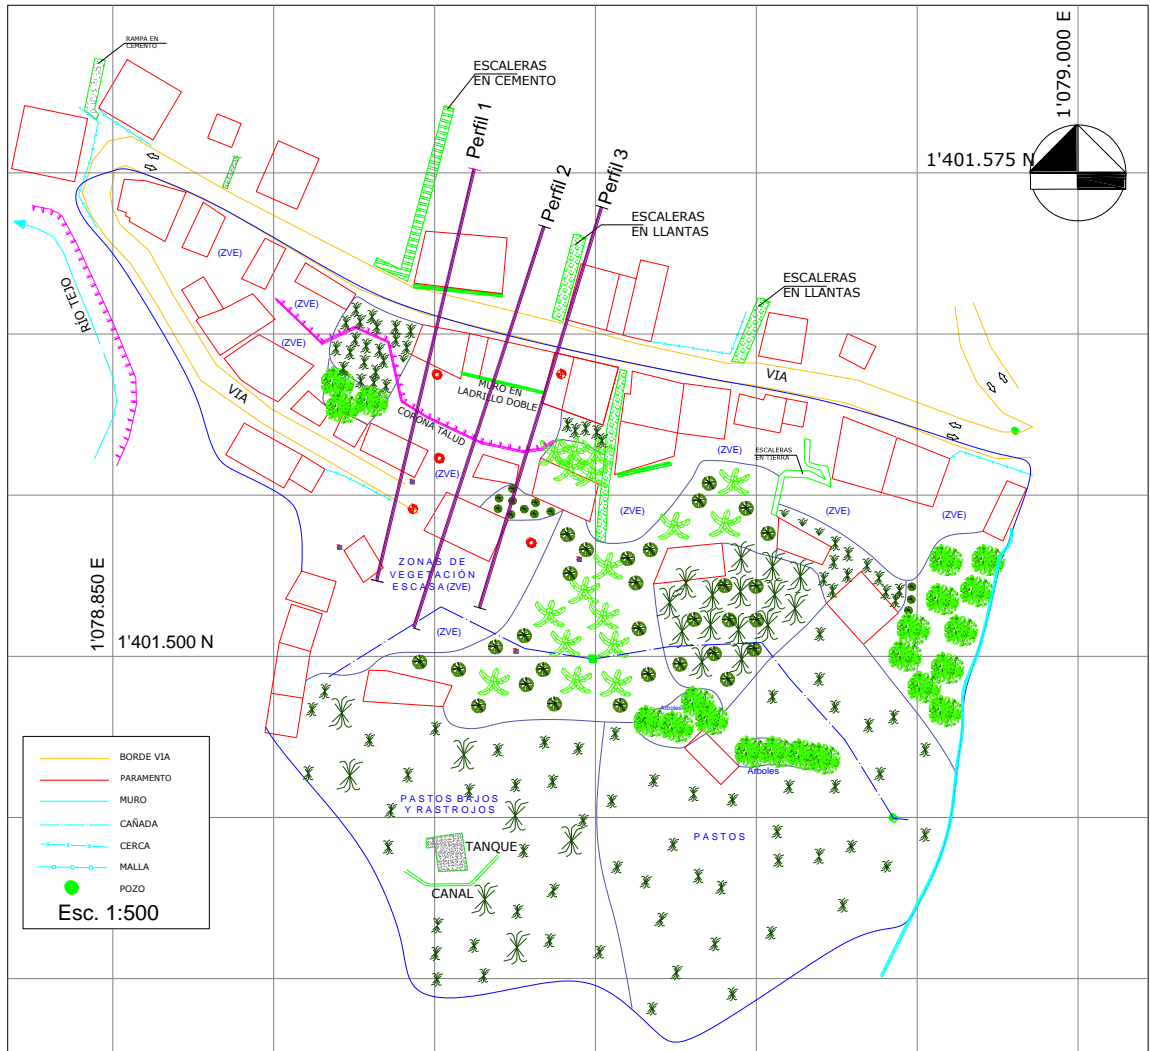 RAMPA EN
CEMENTO
ESCALERAS
EN CEMENTO
1'079.000 E
Perfil 1
Perfil 2
Perfil 3
1'401.575 N
ESCALERAS
EN LLANTAS
(ZVE)
RÍO TEJO
ESCALERAS
EN LLANTAS
(ZVE)
(ZVE)
VIA
VIA
MURO EN
LADRILLO DOBLE
CORONA TALUD
(ZVE)
ESCALERAS
EN TIERRA
(ZVE)
(ZVE)
(ZVE)
(ZVE)
ZONAS DE
VEGETACIÓN
ESCASA (ZVE)
1'078.850 E
(ZVE)
1'401.500 N
Arboles
Arboles
BORDE VIA
PARAMENTO
MURO
CAÑADA
CERCA
MALLA
POZO
Esc. 1:500
PASTOS BAJOS
Y RASTROJOS
PASTOS
TANQUE
CANAL